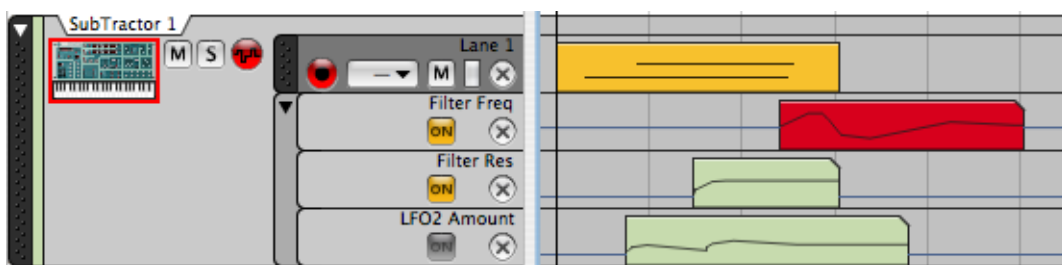 SubTractor 1
M S
Lane 1
M
Filter Freq
ON
Filter Res
ON
LFO2 Amount
ON